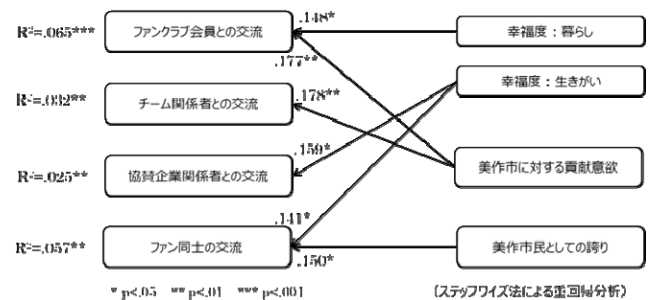 R²=.065***
ファンクラブ会員との交流
.148*
幸福度：暮らし
.177**
R²=.032**
チーム関係者との交流
.178**
幸福度：生きがい
R²=.025**
協賛企業関係者との交流
.159*
美作市に対する貢献意欲
R²=.057**
ファン同士の交流
.141*
.150*
美作市民としての誇り
* p<.05 ** p<.01 *** p<.001
(ステップワイズ法による重回帰分析)